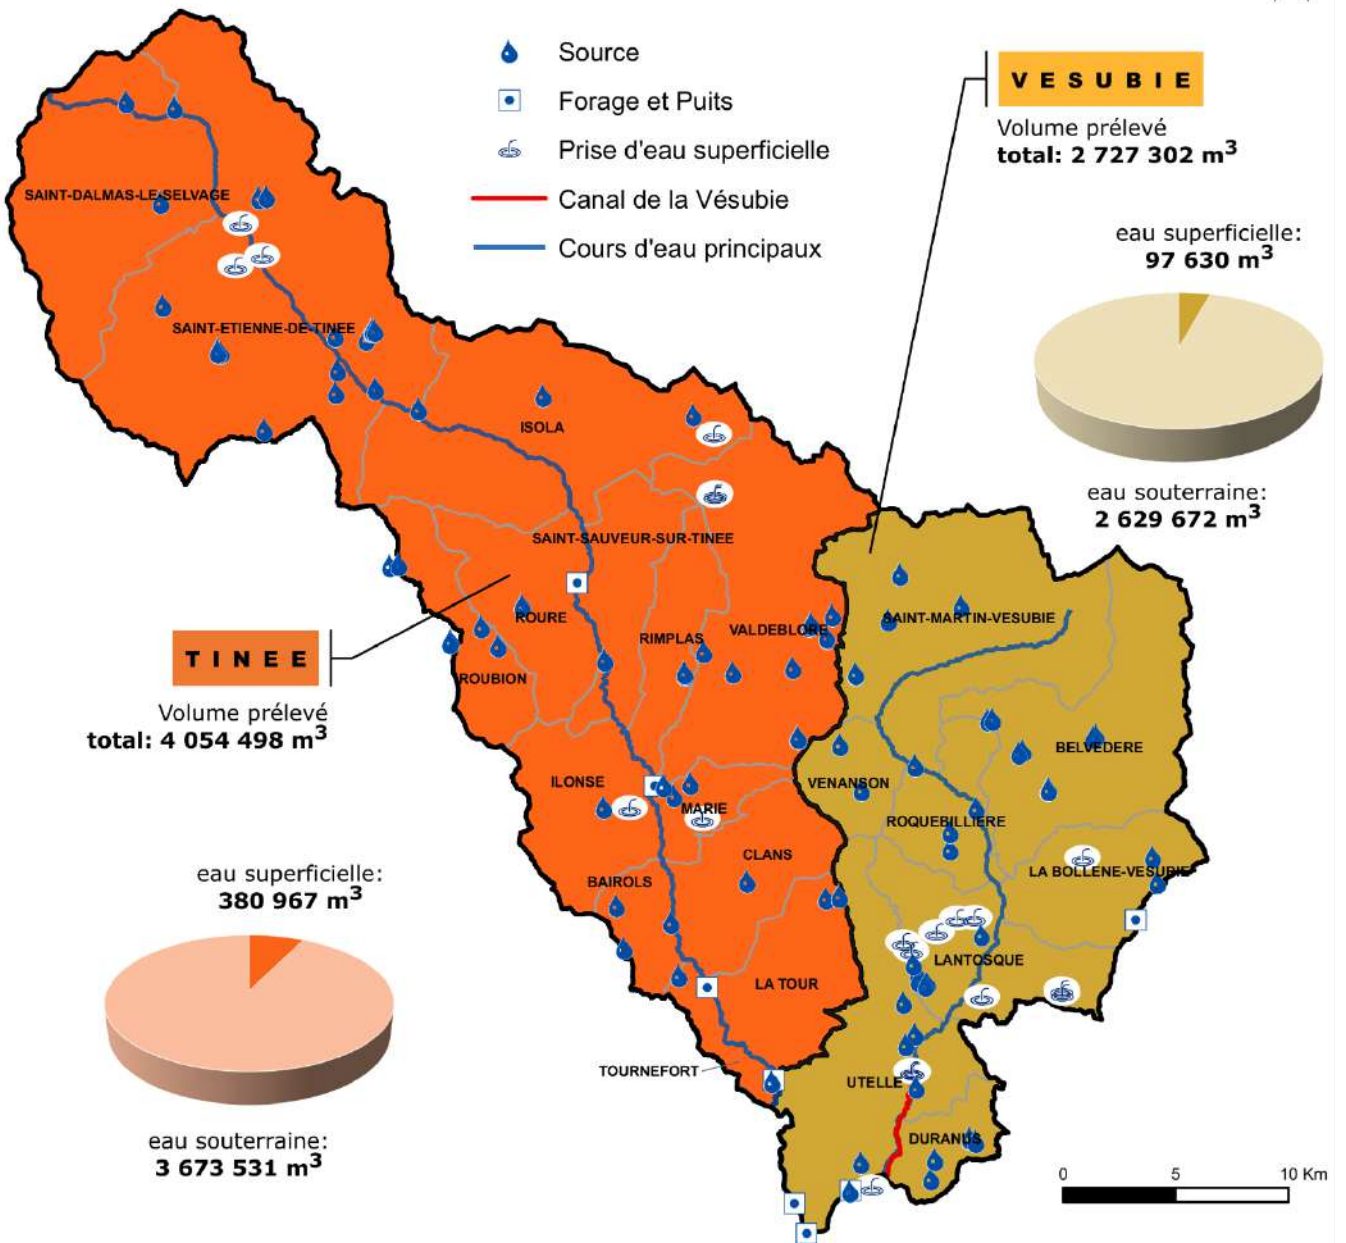 Source
Forage et Puits
Prise d'eau superficielle
Canal de la Vésubie
Cours d'eau principaux
VESUBIE
Volume prélevé
total: 2 727 302 m³
eau superficielle:
97 630 m³
eau souterraine:
2 629 672 m³
SAINT-DALMAS-LE-SELVAGE
SAINT-ETIENNE-DE-TINEE
ISOLA
SAINT-SAUVEUR-SUR-TINEE
ROURE
RIMPLAS
VALDEBLORE
SAINT-MARTIN-VESUBIE
ROUBION
TINEE
Volume prélevé
total: 4 054 498 m³
ILONSE
MARIE
VENANSON
BELVEDERE
ROQUEBILLIERE
CLANS
BAIROLS
LA BOLLENE-VESUBIE
LANTOSQUE
LA TOUR
eau superficielle:
380 967 m³
eau souterraine:
3 673 531 m³
TOURNEFORT
UTELLE
DURANUS
0 5 10 Km